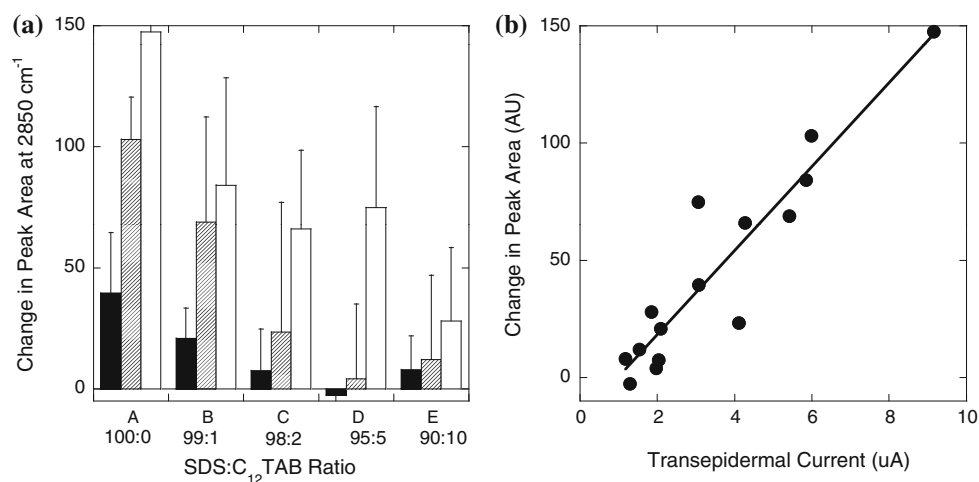 (a)
Change in Peak Area at 2850 cm⁻¹
150
100
50
0
A B C D E
100:0 99:1 98:2 95:5 90:10
SDS:C₁₂TAB Ratio
(b)
Change in Peak Area (AU)
150
100
50
0
0 2 4 6 8 10
Transepidermal Current (uA)